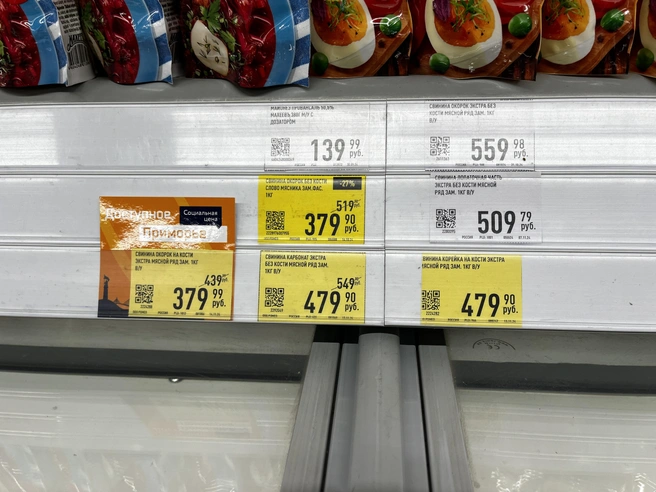 МАЙОНЕЗ ПРОВАНСАЛЬ 50,5%
МАХЕЕВЪ 380Г М/У С
ДОЗАТОРОМ
139 99
руб.
СВИНИНА ОКОРОК ЭКСТРА БЕЗ
КОСТИ МЯСНОЙ РЯД ЗАМ. 1КГ
В/У
559 98
руб.
СВИНИНА ОКОРОК БЕЗ КОСТИ
СЛОВО МЯСНИКА ЗАМ.ФАС.
1КГ
-27%
519
379 90
руб.
СВИНИНА ЛОПАТОЧНАЯ ЧАСТЬ
ЭКСТРА БЕЗ КОСТИ МЯСНОЙ
РЯД ЗАМ. 1КГ В/У
509 79
руб.
Доступное
Приморье
Социальная
цена
СВИНИНА ОКОРОК НА КОСТИ
ЭКСТРА МЯСНОЙ РЯД ЗАМ. 1КГ
В/У
439
379 99
руб.
СВИНИНА КАРБОНАТ ЭКСТРА
БЕЗ КОСТИ МЯСНОЙ РЯД ЗАМ.
1КГ В/У
549
479 90
руб.
ВИНИНА КОРЕЙКА НА КОСТИ
МЯСНОЙ РЯД ЗАМ. 1КГ В/У
479 90
руб.